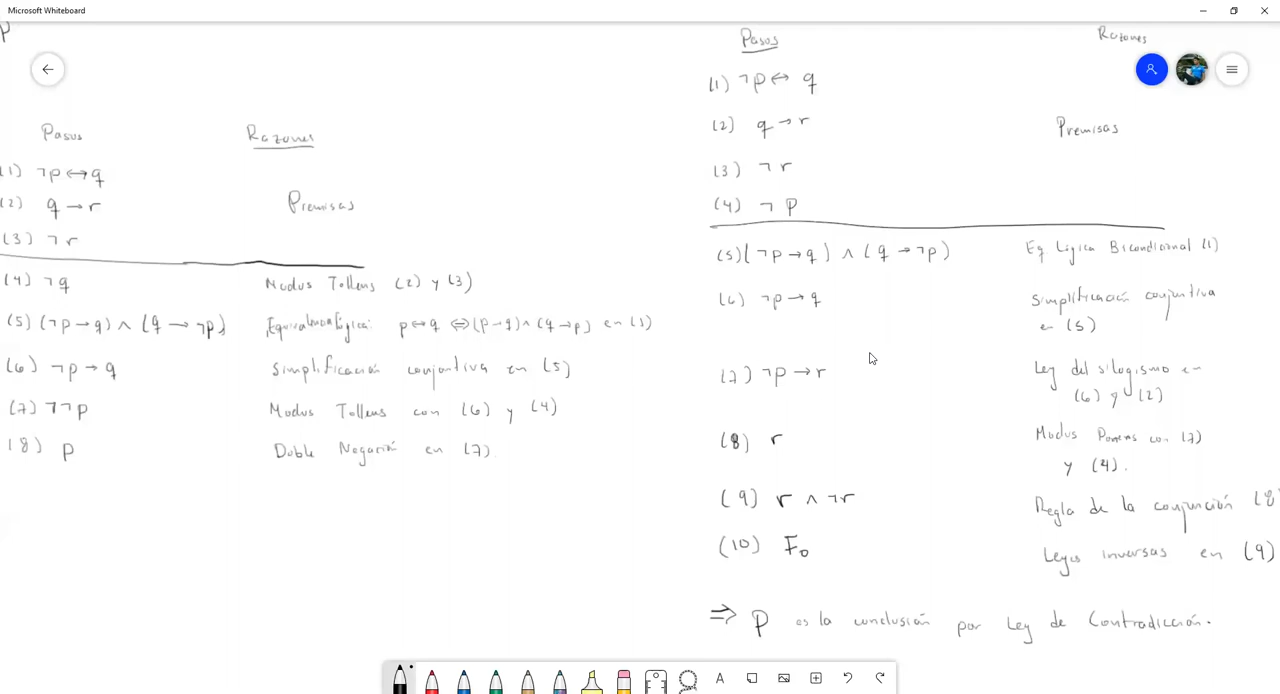 Microsoft Whiteboard
P
Pasos Razones
(1) ¬p ↔ q
(2) q → r Premisas
(3) ¬r
(4) ¬q Modus Tollens (2) y (3)
(5) (¬p → q) ∧ (q → ¬p) Equivalencia Lógica: p ↔ q ⇔ (p → q) ∧ (q → p) en (1)
(6) ¬p → q Simplificación conjuntiva en (5)
(7) ¬¬p Modus Tollens con (6) y (4)
(8) p Doble Negación en (7)
Pasos Razones
(1) ¬p ↔ q
(2) q → r Premisas
(3) ¬r
(4) ¬p
(5) (¬p → q) ∧ (q → ¬p) Eq Lógica Bicondicional (1)
(6) ¬p → q Simplificación conjuntiva
en (5)
(7) ¬p → r Ley del silogismo en
(6) y (2)
(8) r Modus Ponens con (7)
y (4).
(9) r ∧ ¬r Regla de la conjunción (8
(10) F₀ Leyes inversas en (9)
⇒ P es la conclusión por Ley de Contradicción.
A